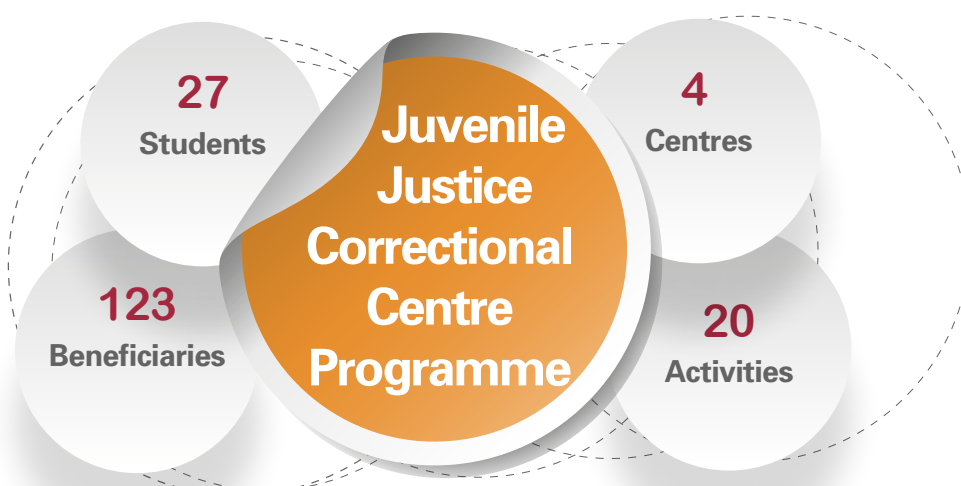 27
Students
123
Beneficiaries
Juvenile
Justice
Correctional
Centre
Programme
4
Centres
20
Activities